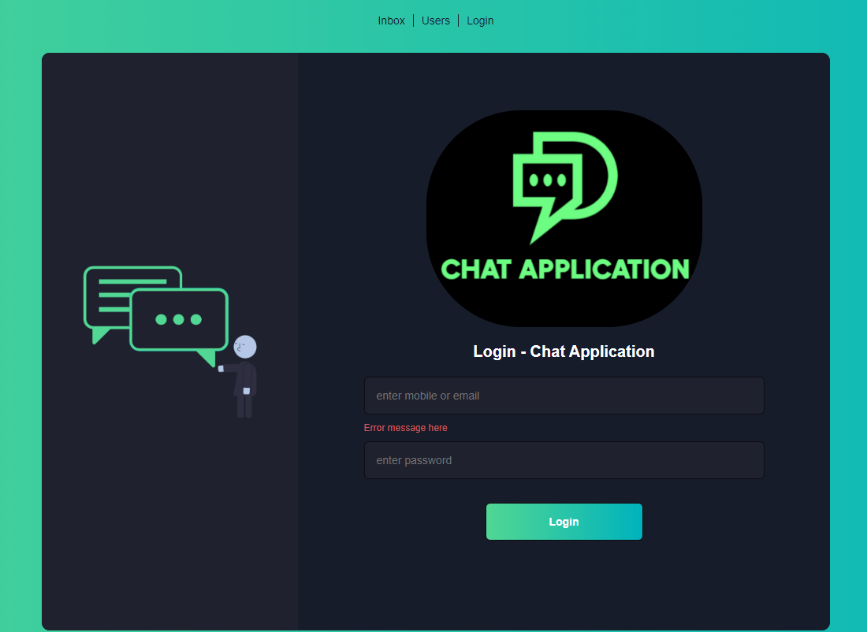 Inbox | Users | Login
CHAT APPLICATION
Login - Chat Application
enter mobile or email
Error message here
enter password
Login